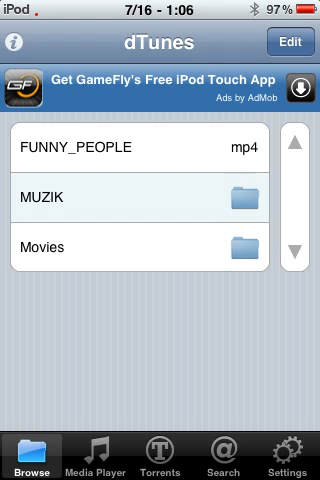 iPod 7/16 - 1:06 97%
dTunes
Edit
GF
Get GameFly's Free iPod Touch App
Ads by AdMob
FUNNY_PEOPLE mp4
MUZIK
Movies
Browse Media Player Torrents Search Settings